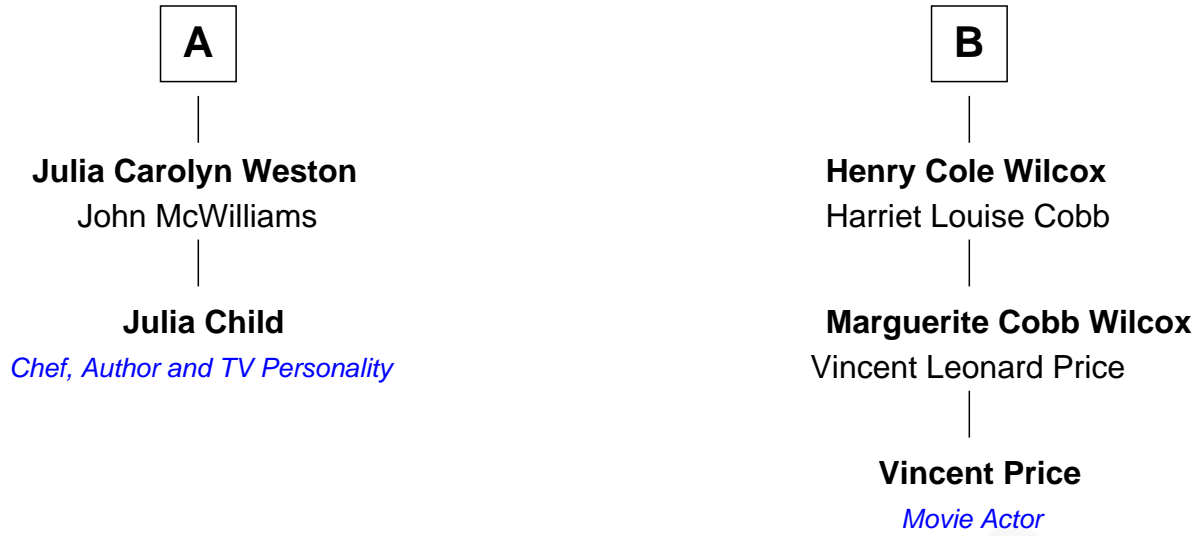 A
Julia Carolyn Weston
John McWilliams
Julia Child
Chef, Author and TV Personality
B
Henry Cole Wilcox
Harriet Louise Cobb
Marguerite Cobb Wilcox
Vincent Leonard Price
Vincent Price
Movie Actor